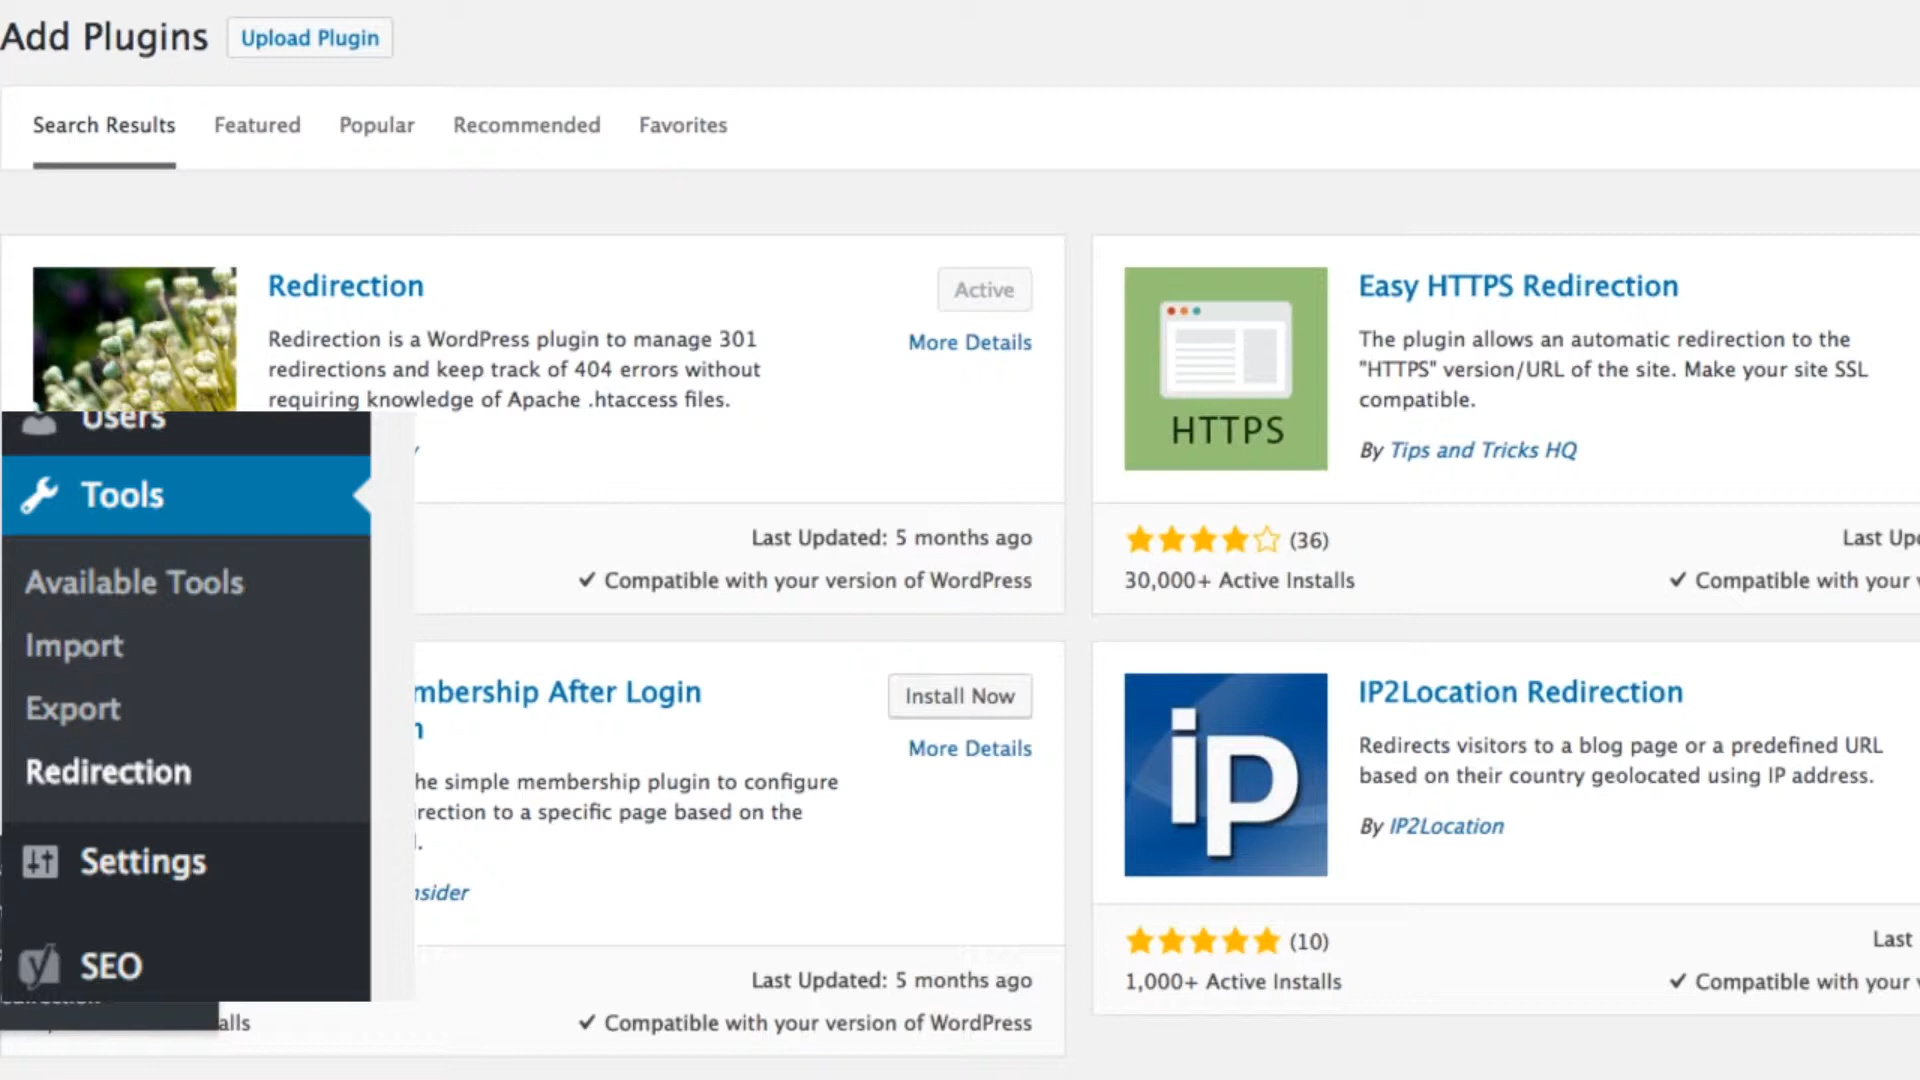 Add Plugins Upload Plugin
Search Results Featured Popular Recommended Favorites
Redirection
Active
Redirection is a WordPress plugin to manage 301
redirections and keep track of 404 errors without
requiring knowledge of Apache .htaccess files.
More Details
Last Updated: 5 months ago
✔ Compatible with your version of WordPress
Easy HTTPS Redirection
The plugin allows an automatic redirection to the
"HTTPS" version/URL of the site. Make your site SSL
compatible.
By Tips and Tricks HQ
HTTPS
(36)
Last Up
30,000+ Active Installs
✔ Compatible with your
Users
Tools
Available Tools
Import
Export
Redirection
Settings
SEO
mbership After Login
n
Install Now
More Details
he simple membership plugin to configure
rection to a specific page based on the
nsider
Last Updated: 5 months ago
alls
✔ Compatible with your version of WordPress
IP2Location Redirection
Redirects visitors to a blog page or a predefined URL
based on their country geolocated using IP address.
By IP2Location
ip
(10)
Last
1,000+ Active Installs
✔ Compatible with your